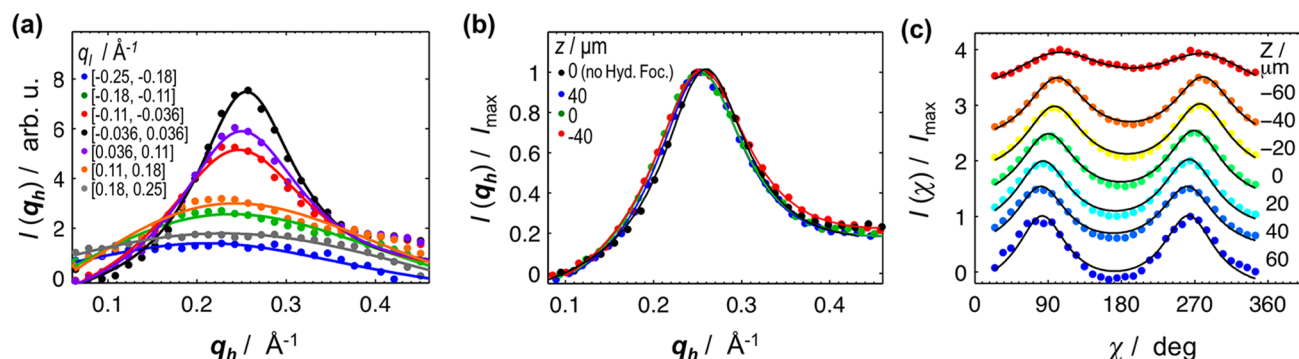 (a)
I (q_h) / arb. u.
8
6
4
2
0
q_l / Å⁻¹
[-0.25, -0.18]
[-0.18, -0.11]
[-0.11, -0.036]
[-0.036, 0.036]
[0.036, 0.11]
[0.11, 0.18]
[0.18, 0.25]
0.1 0.2 0.3 0.4
q_h / Å⁻¹
(b)
I (q_h) / I_max
1
0.8
0.6
0.4
0.2
0
z / μm
0 (no Hyd. Foc.)
40
0
-40
0.1 0.2 0.3 0.4
q_h / Å⁻¹
(c)
I (χ) / I_max
4
3
2
1
0
Z /
μm
−60
−40
−20
0
20
40
60
0 90 180 270 360
χ / deg